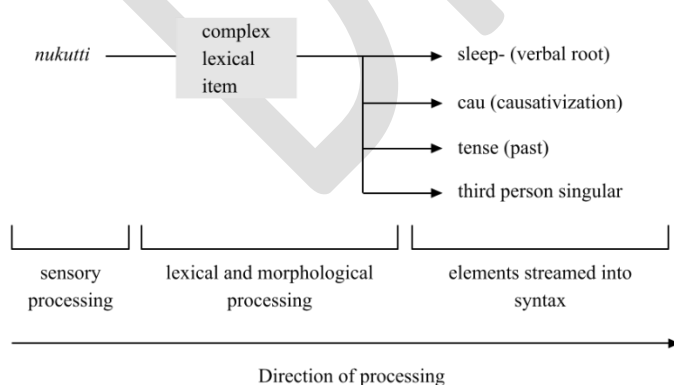 nukutti
complex
lexical
item
sleep- (verbal root)
cau (causativization)
tense (past)
third person singular
sensory
processing
lexical and morphological
processing
elements streamed into
syntax
Direction of processing